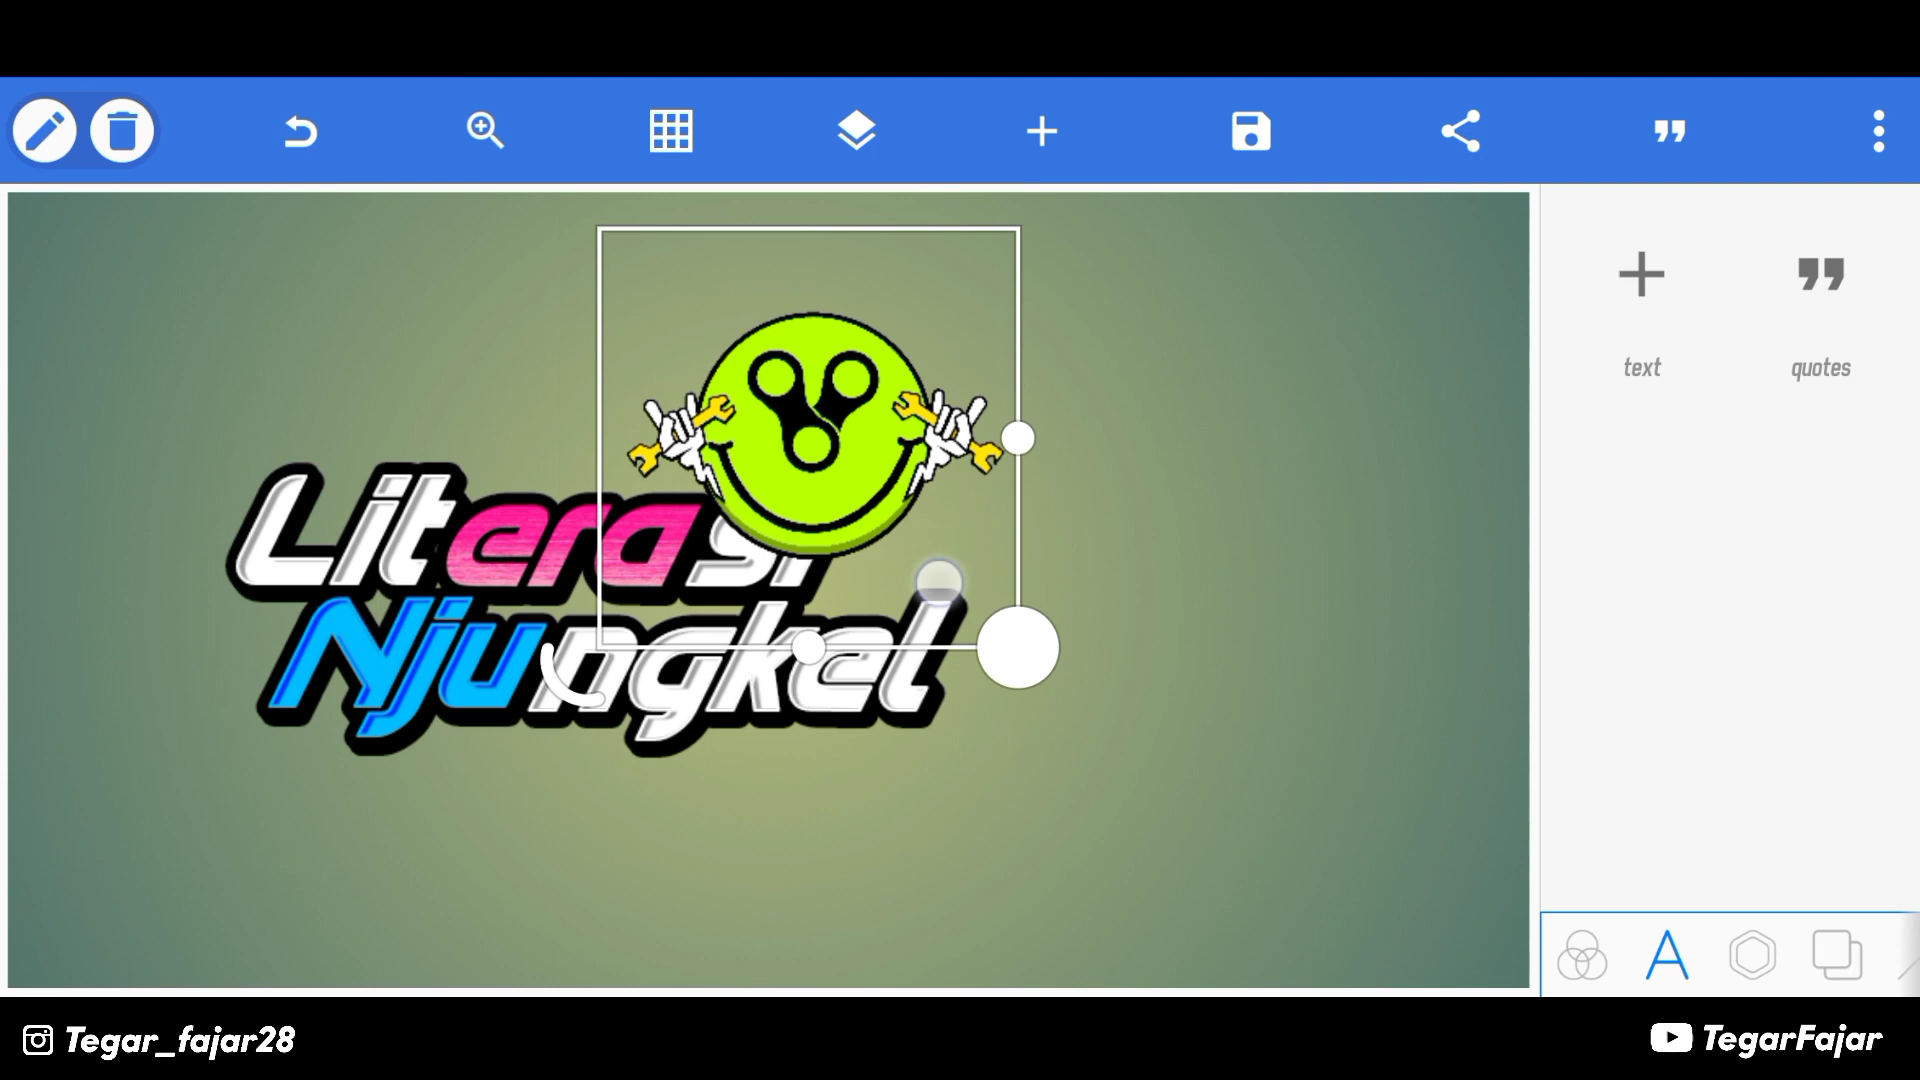 text
quotes
Literasi
Njungkel
Tegar_fajar28
TegarFajar